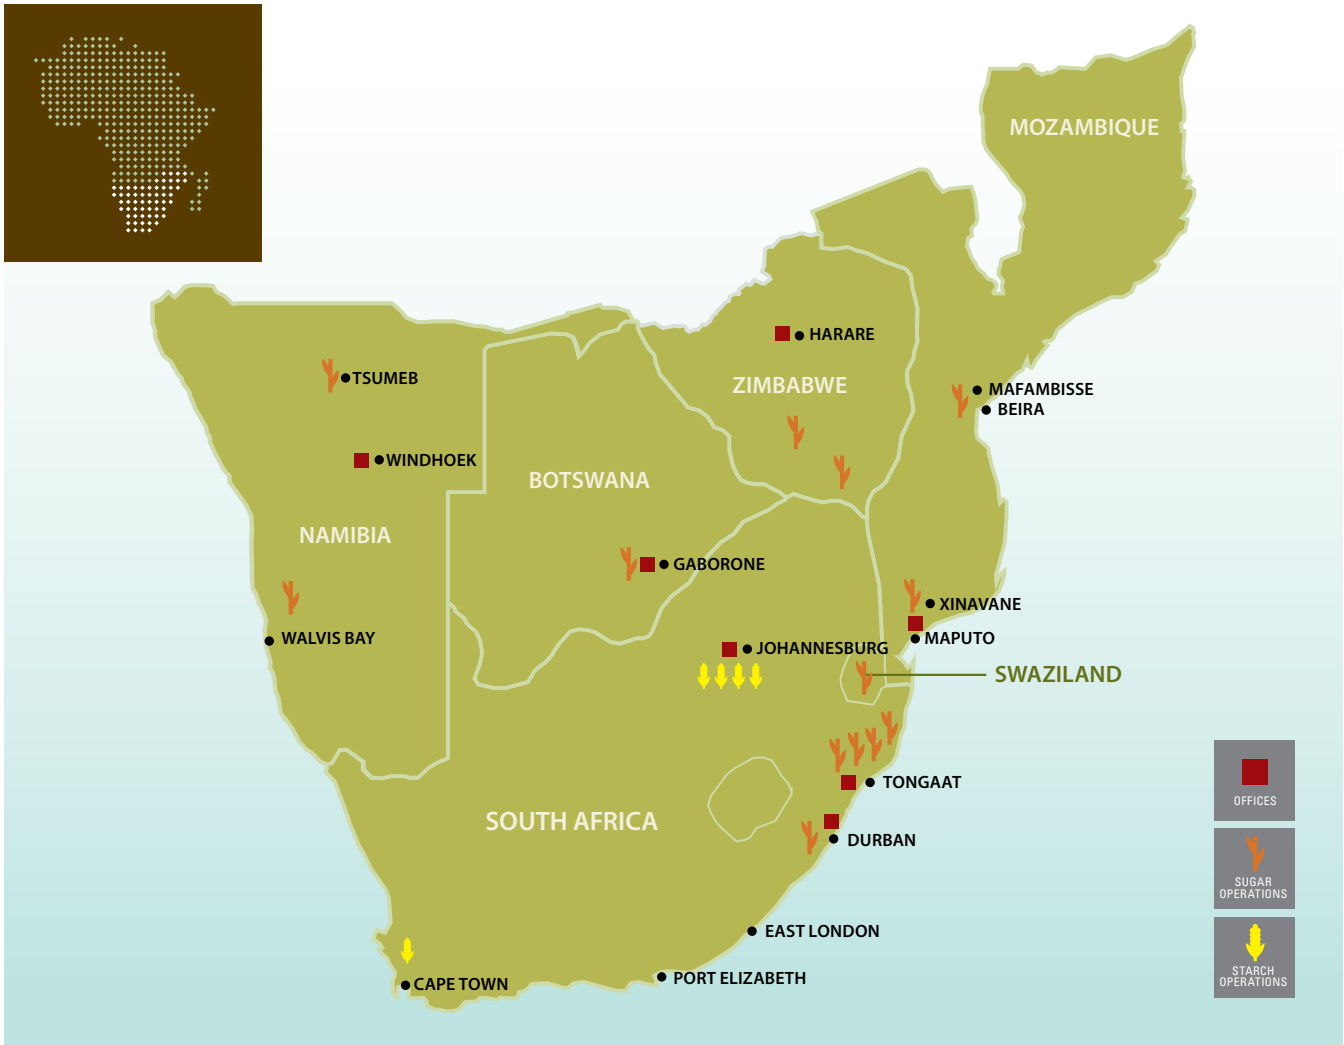 MOZAMBIQUE
HARARE
TSUMEB
ZIMBABWE
MAFAMBISSE
BEIRA
WINDHOEK
BOTSWANA
NAMIBIA
GABORONE
XINAVANE
WALVIS BAY
MAPUTO
JOHANNESBURG
SWAZILAND
TONGAAT
OFFICES
SOUTH AFRICA
DURBAN
SUGAR
OPERATIONS
EAST LONDON
STARCH
OPERATIONS
PORT ELIZABETH
CAPE TOWN